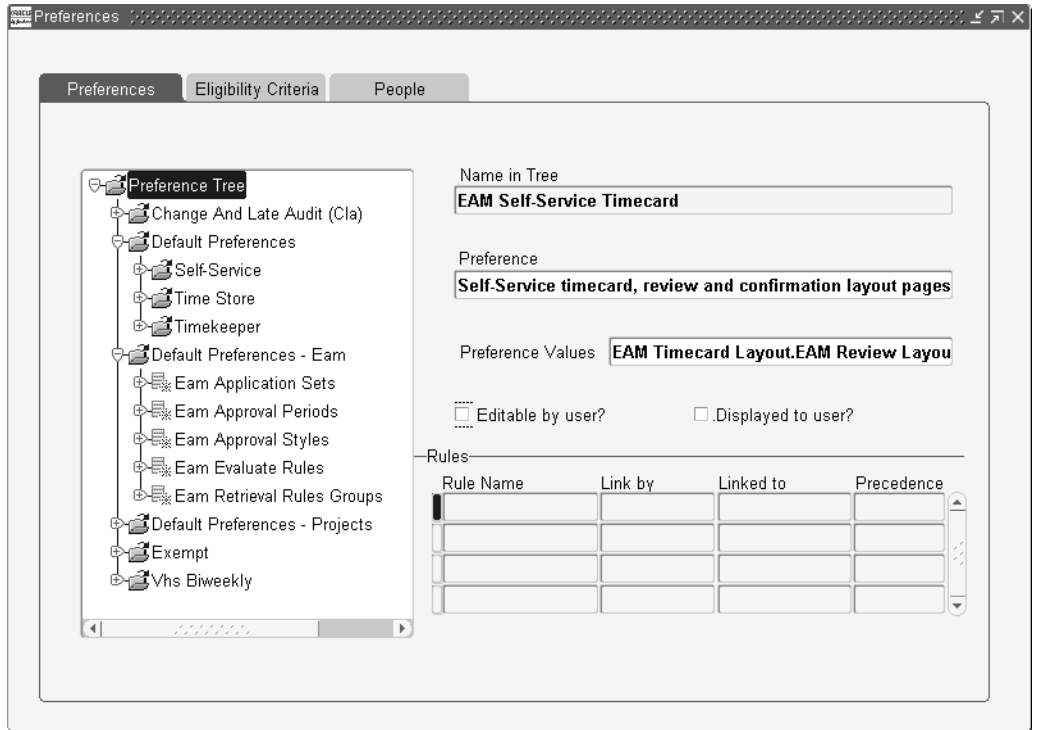 Preferences
Preferences Eligibility Criteria People
Preference Tree
Change And Late Audit (Cla)
Default Preferences
Self-Service
Time Store
Timekeeper
Default Preferences - Eam
Eam Application Sets
Eam Approval Periods
Eam Approval Styles
Eam Evaluate Rules
Eam Retrieval Rules Groups
Default Preferences - Projects
Exempt
Vhs Biweekly
Name in Tree
EAM Self-Service Timecard
Preference
Self-Service timecard, review and confirmation layout pages
Preference Values EAM Timecard Layout.EAM Review Layou
Editable by user? .Displayed to user?
Rules
Rule Name Link by Linked to Precedence